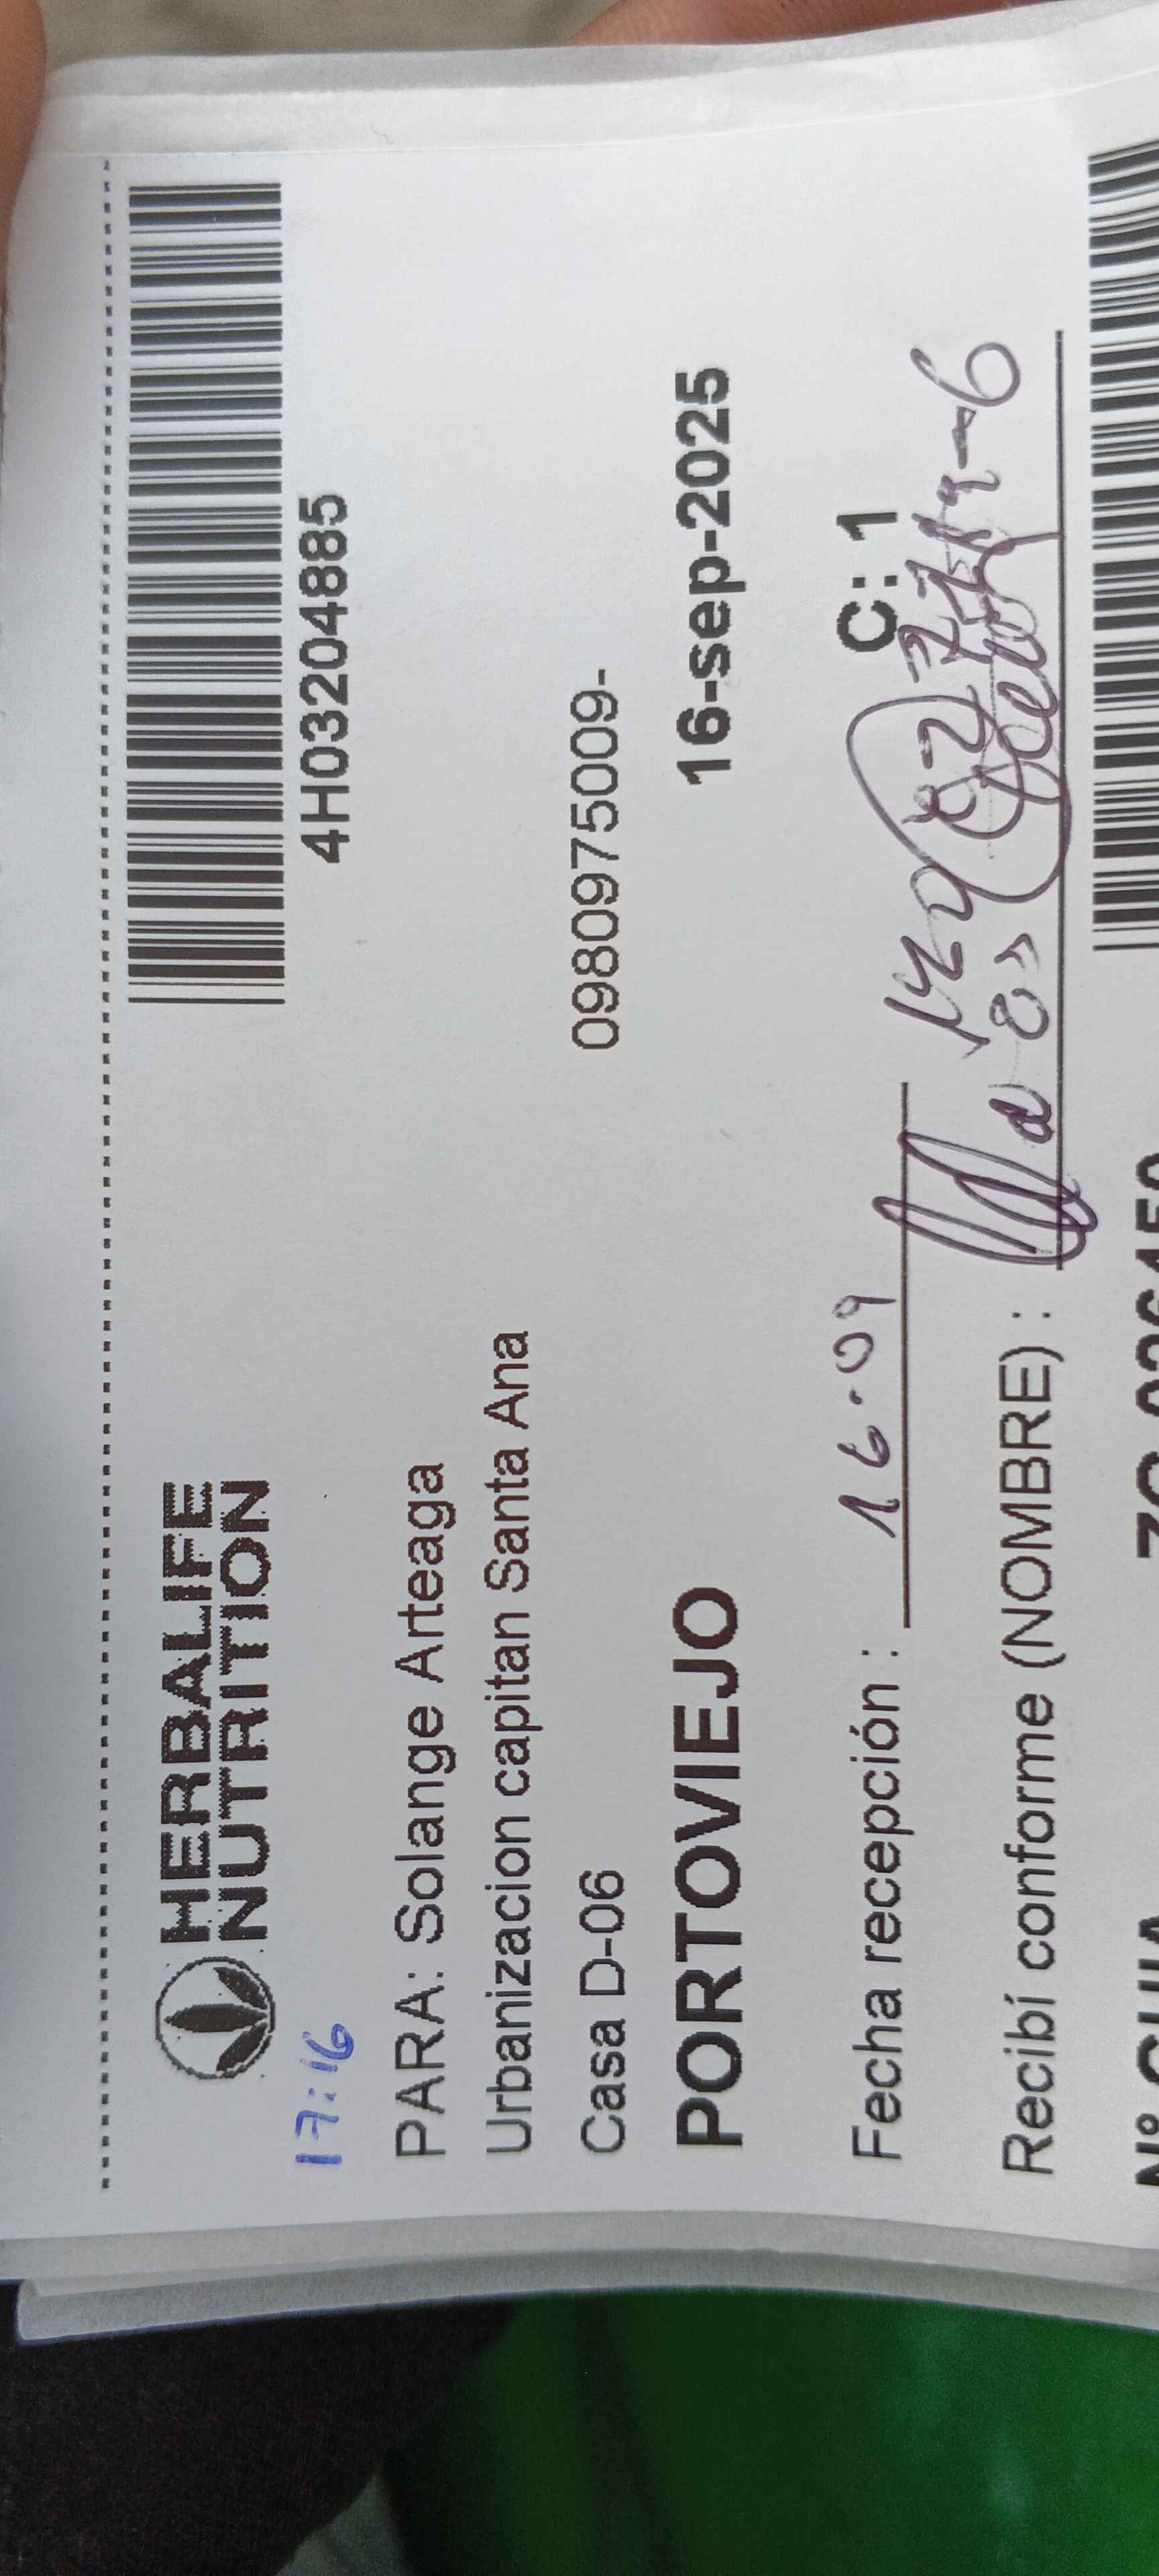 HERBALIFE
NUTRITION
4H0320884885
17:16
PARA: Solange Arteaga
Urbanizacion capitan Santa Ana
Casa D-06
0980975009-
PORTOVIEJO
16-sep-2025
Fecha recepción :
16.09
C: 1
Recibí conforme (NOMBRE) :